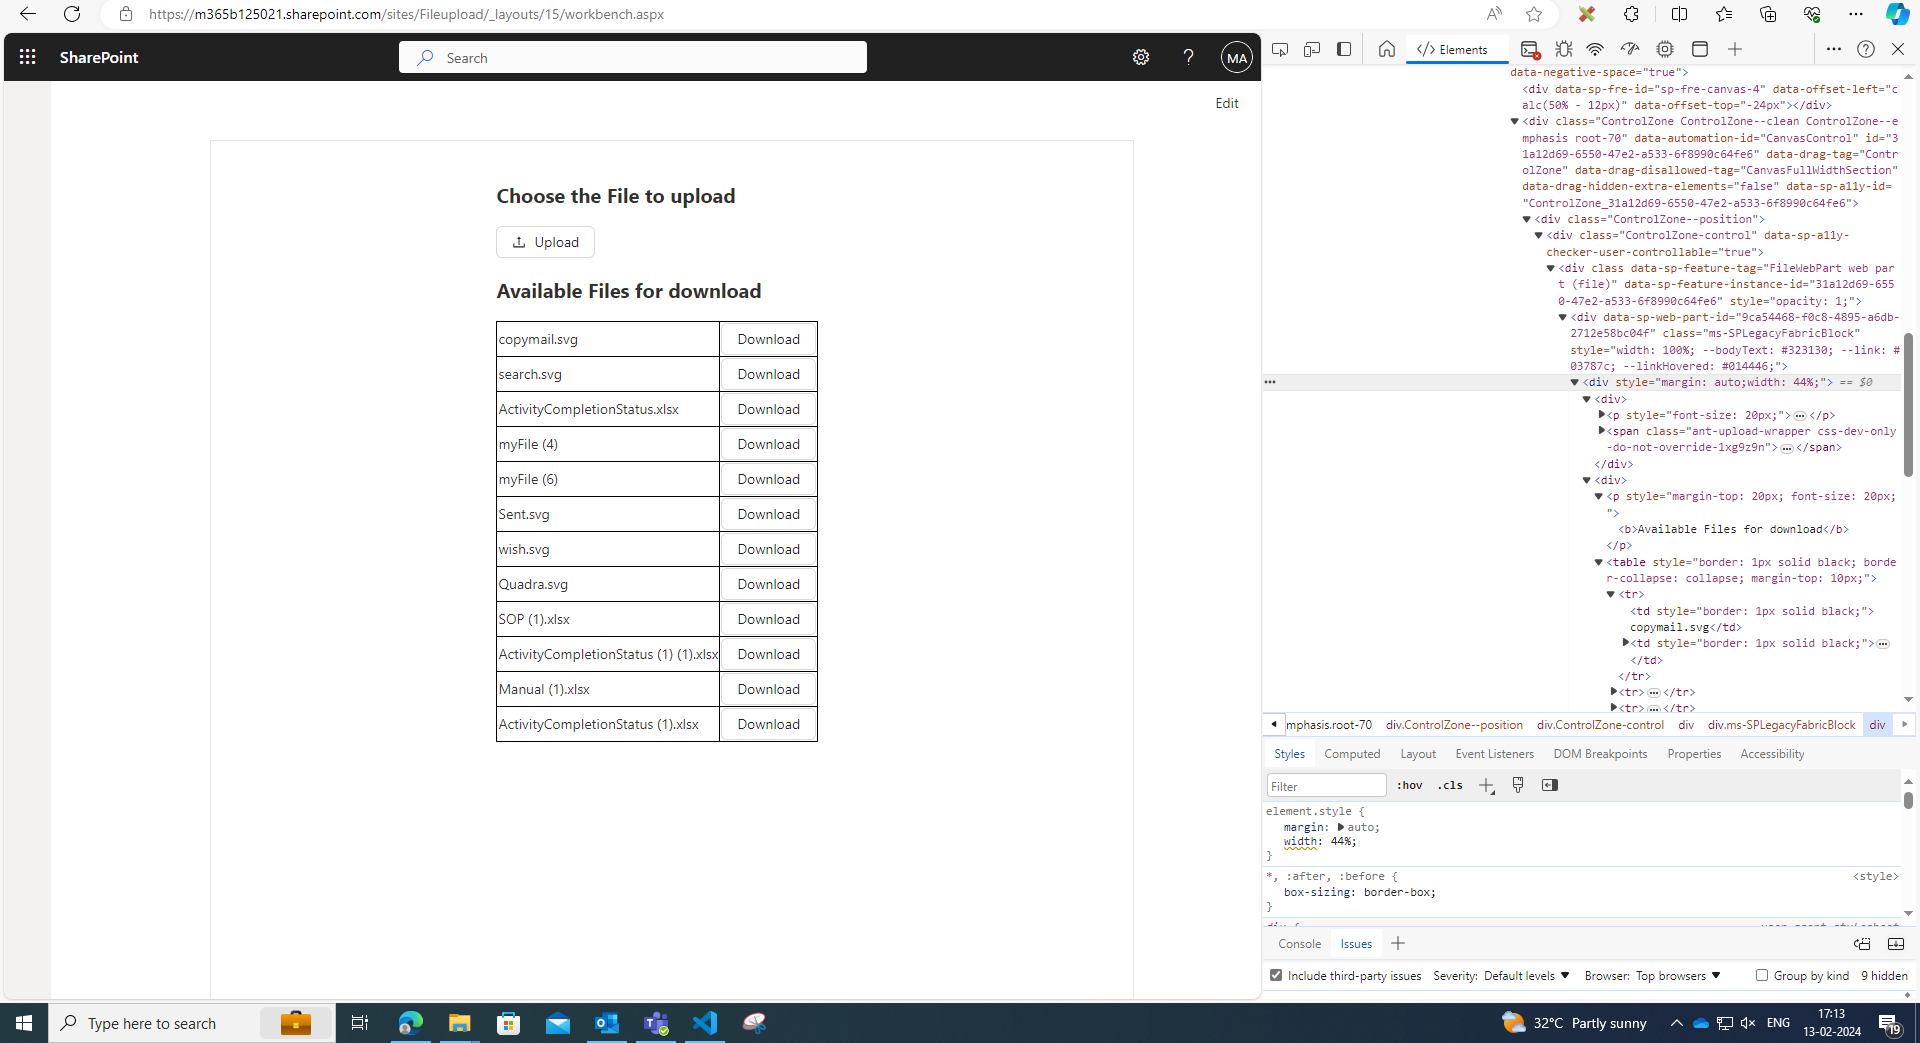 https://m365b125021.sharepoint.com/sites/Fileupload/_layouts/15/workbench.aspx
SharePoint
Search
MA
Edit
Choose the File to upload
Upload
Available Files for download
copymail.svg Download
search.svg Download
ActivityCompletionStatus.xlsx Download
myFile (4) Download
myFile (6) Download
Sent.svg Download
wish.svg Download
Quadra.svg Download
SOP (1).xlsx Download
ActivityCompletionStatus (1) (1).xlsx Download
Manual (1).xlsx Download
ActivityCompletionStatus (1).xlsx Download
</> Elements
data-negative-space="true">
<div data-sp-fre-id="sp-fre-canvas-4" data-offset-left="c
alc(50% - 12px)" data-offset-top="-24px"></div>
<div class="ControlZone ControlZone--clean ControlZone--e
mphasis root-70" data-automation-id="CanvasControl" id="3
1a12d69-6550-47e2-a533-6f8990c64fe6" data-drag-tag="Contr
olZone" data-drag-disallowed-tag="CanvasFullWidthSection"
data-drag-hidden-extra-elements="false" data-sp-a11y-id=
"ControlZone_31a12d69-6550-47e2-a533-6f8990c64fe6">
<div class="ControlZone--position">
<div class="ControlZone-control" data-sp-a11y-
checker-user-controllable="true">
<div class data-sp-feature-tag="FileWebPart web par
t (file)" data-sp-feature-instance-id="31a12d69-655
0-47e2-a533-6f8990c64fe6" style="opacity: 1;">
<div data-sp-web-part-id="9ca54468-f0c8-4895-a6db-
2712e58bc04f" class="ms-SPLegacyFabricBlock"
style="width: 100%; --bodyText: #323130; --link: #
03787c; --linkHovered: #014446;">
<div style="margin: auto;width: 44%;"> == $0
<div>
<p style="font-size: 20px;">…</p>
<span class="ant-upload-wrapper css-dev-only
-do-not-override-1xg9z9n">…</span>
</div>
<div>
<p style="margin-top: 20px; font-size: 20px;
">
<b>Available Files for download</b>
</p>
<table style="border: 1px solid black; borde
r-collapse: collapse; margin-top: 10px;">
<tr>
<td style="border: 1px solid black;">
copymail.svg</td>
<td style="border: 1px solid black;">…
</td>
</tr>
<tr>…</tr>
<tr>…</tr>
mphasis.root-70 div.ControlZone--position div.ControlZone-control div div.ms-SPLegacyFabricBlock div
Styles Computed Layout Event Listeners DOM Breakpoints Properties Accessibility
Filter :hov .cls
element.style {
margin: auto;
width: 44%;
}
*, :after, :before { <style>
box-sizing: border-box;
}
div { user agent stylesheet
Console Issues
Include third-party issues Severity: Default levels Browser: Top browsers Group by kind 9 hidden
Type here to search
32°C Partly sunny
ENG
17:13
13-02-2024
19